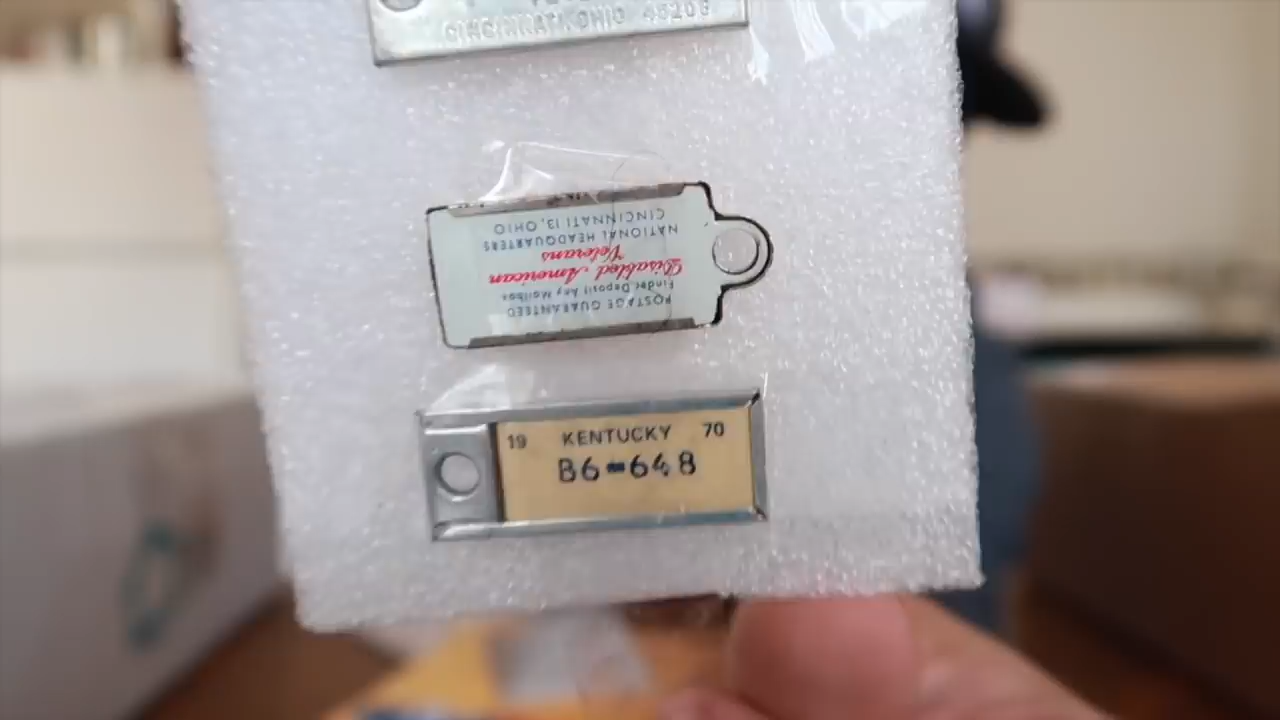 CINCINNATI, OHIO 45206
POSTAGE GUARANTEED
Finder Deposit Any Mailbox
Disabled American
Veterans
NATIONAL HEADQUARTERS
CINCINNATI 13, OHIO
19 KENTUCKY 70
B6-648